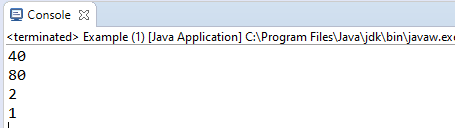 Console
<terminated> Example (1) [Java Application] C:\Program Files\Java\jdk\bin\javaw.exe
40
80
2
1